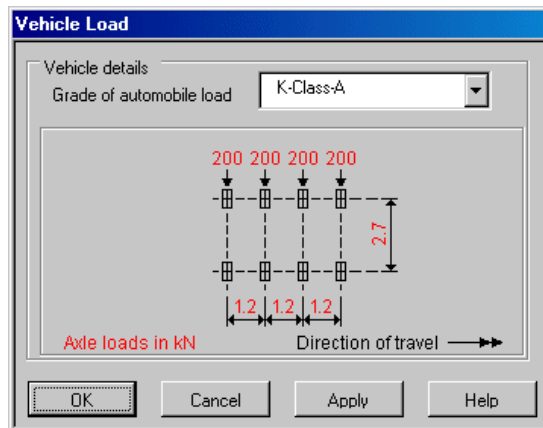 Vehicle Load
Vehicle details
Grade of automobile load K-Class-A
200 200 200 200
2.7
1.2 1.2 1.2
Axle loads in kN Direction of travel
OK Cancel Apply Help